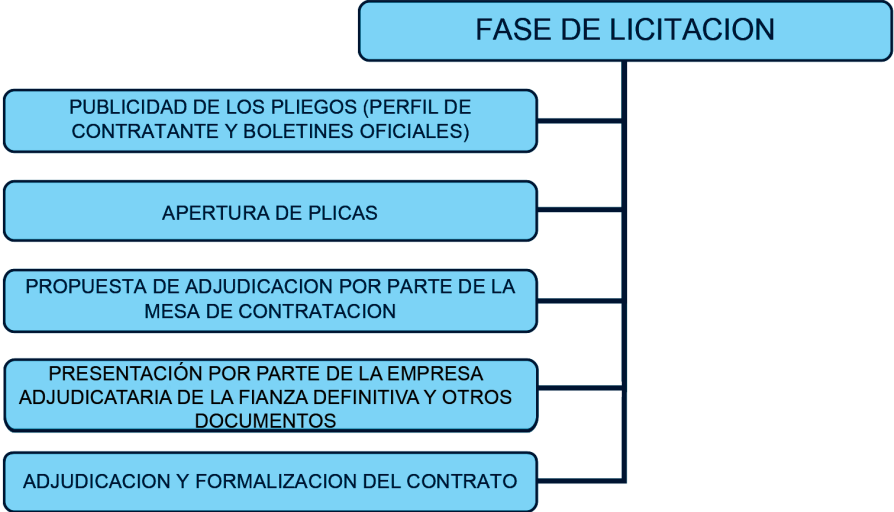 FASE DE LICITACION
PUBLICIDAD DE LOS PLIEGOS (PERFIL DE
CONTRATANTE Y BOLETINES OFICIALES)
APERTURA DE PLICAS
PROPUESTA DE ADJUDICACION POR PARTE DE LA
MESA DE CONTRATACION
PRESENTACIÓN POR PARTE DE LA EMPRESA
ADJUDICATARIA DE LA FIANZA DEFINITIVA Y OTROS
DOCUMENTOS
ADJUDICACION Y FORMALIZACION DEL CONTRATO